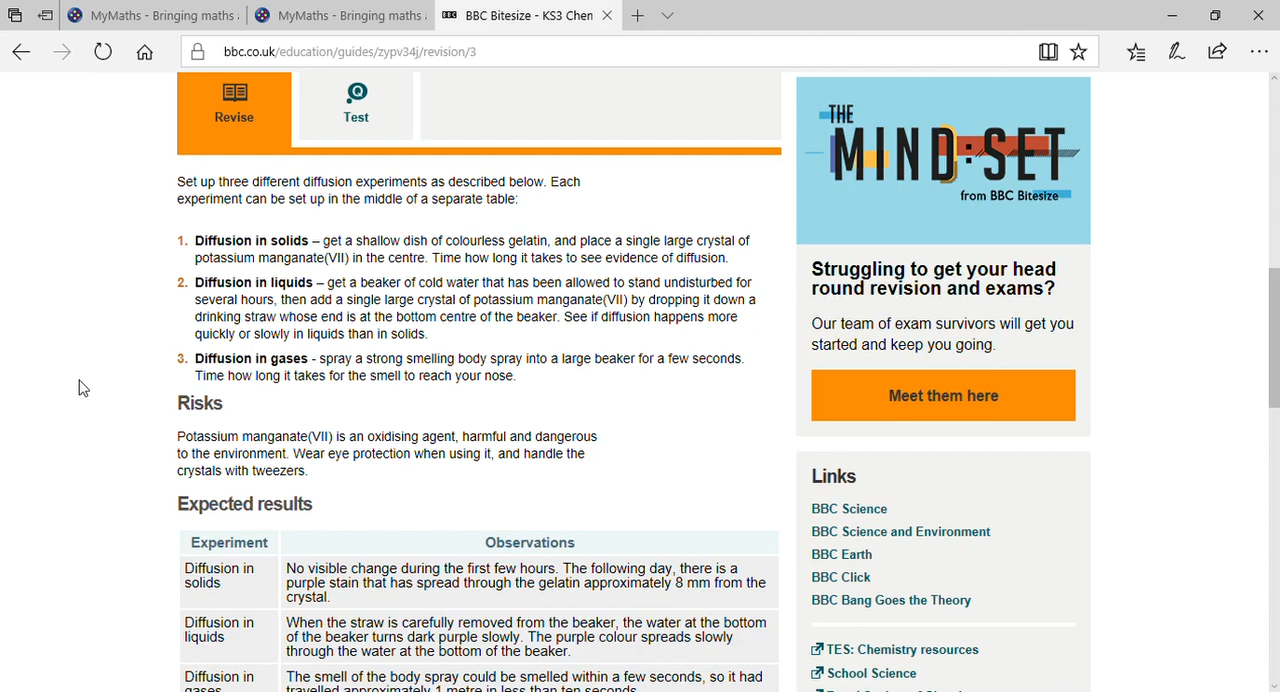 MyMaths - Bringing maths
MyMaths - Bringing maths
BBC BBC Bitesize - KS3 Chen
bbc.co.uk/education/guides/zypv34j/revision/3
Revise
Q
Test
Set up three different diffusion experiments as described below. Each
experiment can be set up in the middle of a separate table:
1. Diffusion in solids – get a shallow dish of colourless gelatin, and place a single large crystal of
potassium manganate(VII) in the centre. Time how long it takes to see evidence of diffusion.
2. Diffusion in liquids – get a beaker of cold water that has been allowed to stand undisturbed for
several hours, then add a single large crystal of potassium manganate(VII) by dropping it down a
drinking straw whose end is at the bottom centre of the beaker. See if diffusion happens more
quickly or slowly in liquids than in solids.
3. Diffusion in gases - spray a strong smelling body spray into a large beaker for a few seconds.
Time how long it takes for the smell to reach your nose.
Risks
Potassium manganate(VII) is an oxidising agent, harmful and dangerous
to the environment. Wear eye protection when using it, and handle the
crystals with tweezers.
Expected results
Experiment Observations
Diffusion in
solids
No visible change during the first few hours. The following day, there is a
purple stain that has spread through the gelatin approximately 8 mm from the
crystal.
Diffusion in
liquids
When the straw is carefully removed from the beaker, the water at the bottom
of the beaker turns dark purple slowly. The purple colour spreads slowly
through the water at the bottom of the beaker.
Diffusion in
gases
The smell of the body spray could be smelled within a few seconds, so it had
travelled approximately 1 metre in less than ten seconds
THE
MIND:SET
from BBC Bitesize
Struggling to get your head
round revision and exams?
Our team of exam survivors will get you
started and keep you going.
Meet them here
Links
BBC Science
BBC Science and Environment
BBC Earth
BBC Click
BBC Bang Goes the Theory
TES: Chemistry resources
School Science